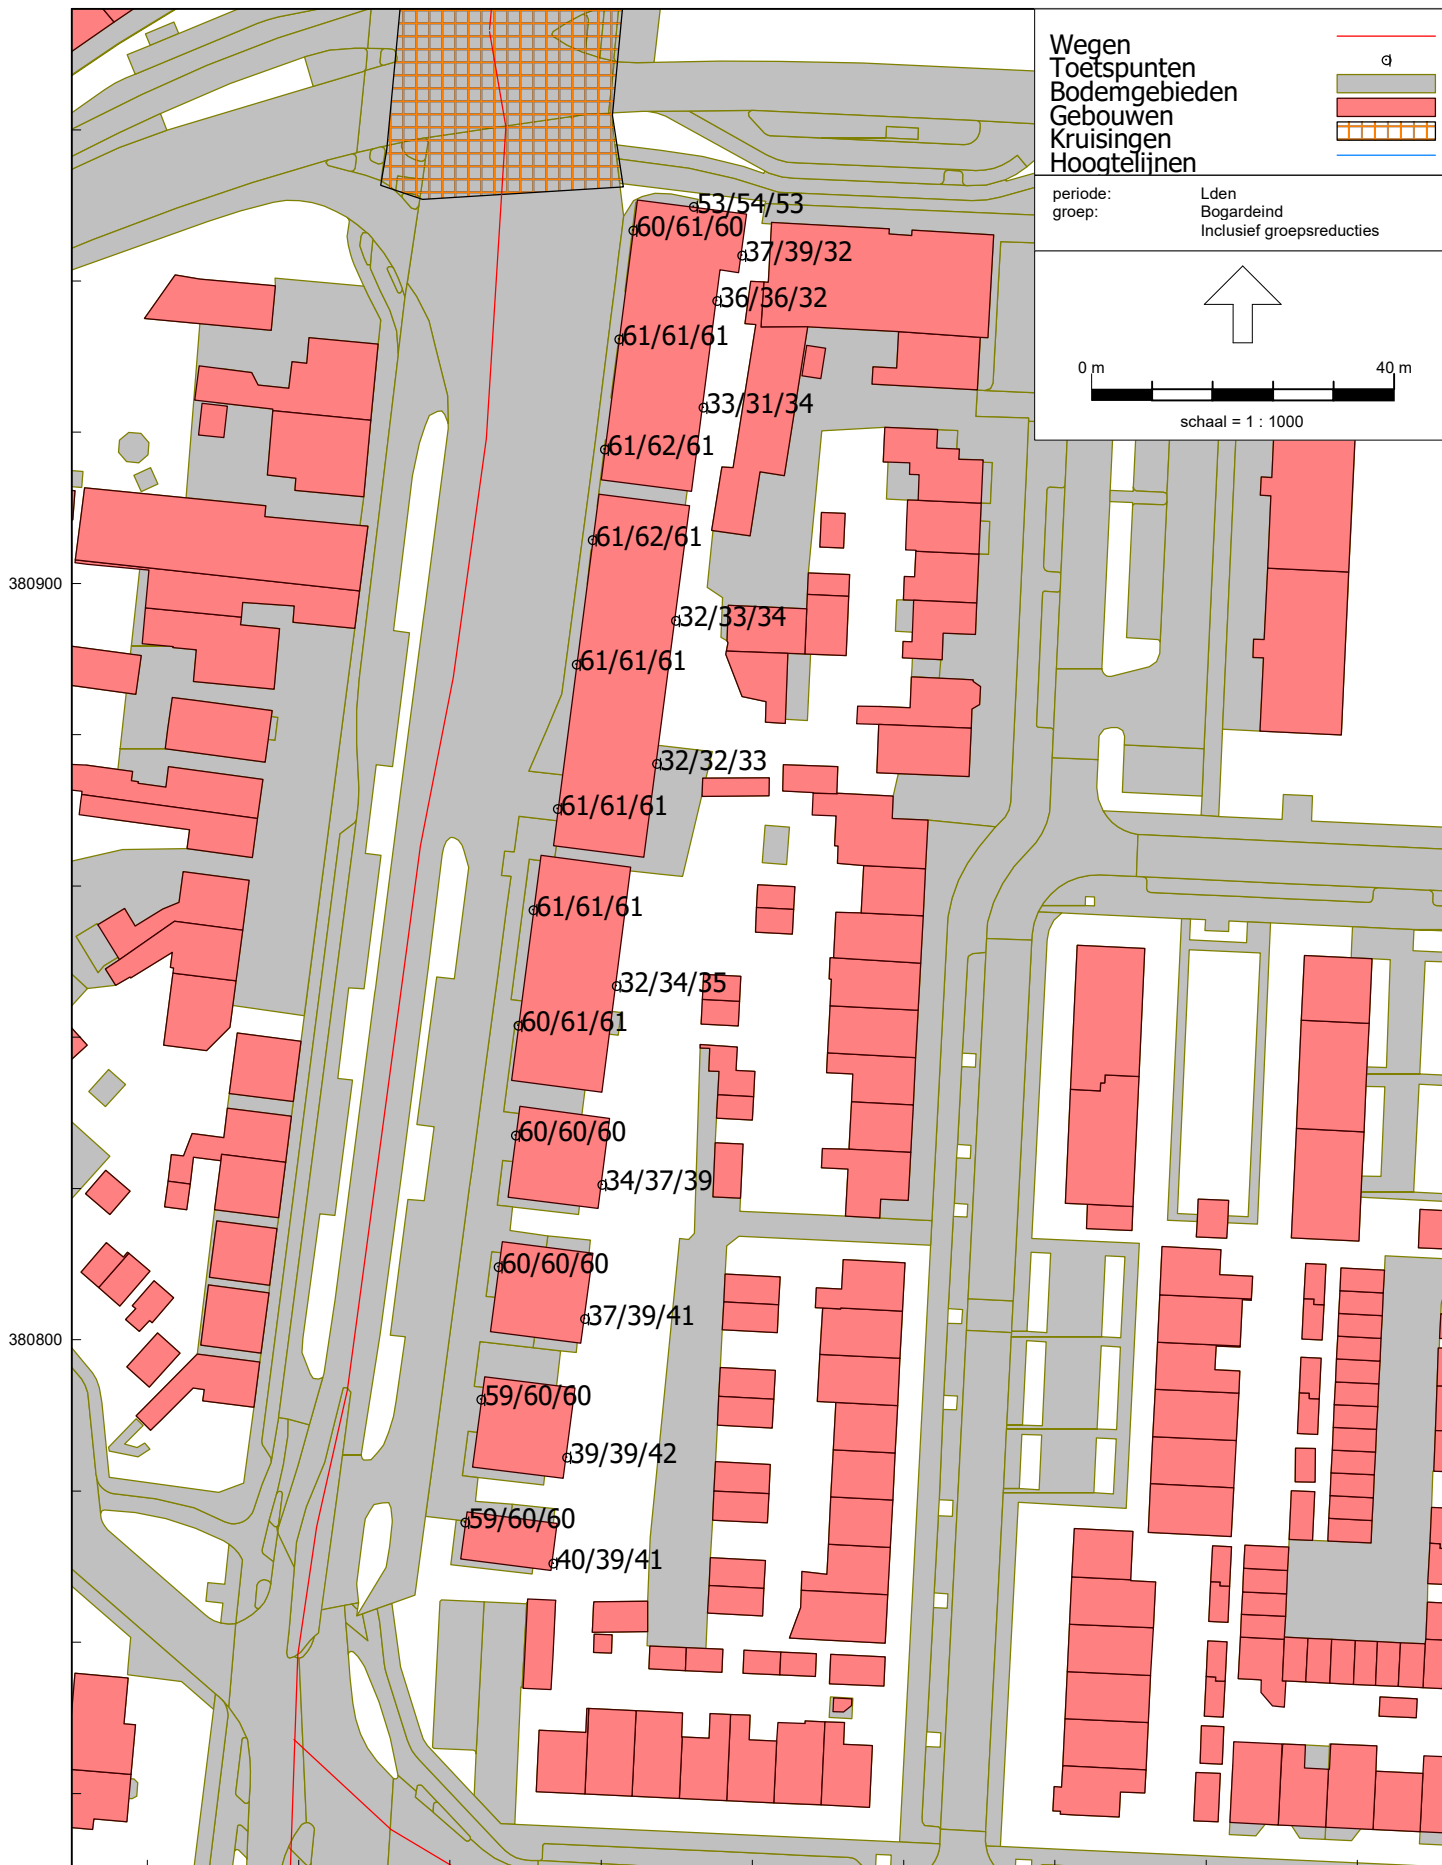 Wegen
Toetspunten
Bodemgebieden
Gebouwen
Kruisingen
Hoogtelijnen
periode: Lden
groep: Bogardeind
Inclusief groepsreducties
0 m 40 m
schaal = 1 : 1000
53/54/53
60/61/60
37/39/32
36/36/32
61/61/61
33/31/34
61/62/61
61/62/61
380900
32/33/34
61/61/61
32/32/33
61/61/61
61/61/61
32/34/35
60/61/61
60/60/60
34/37/39
60/60/60
37/39/41
380800
59/60/60
39/39/42
59/60/60
40/39/41